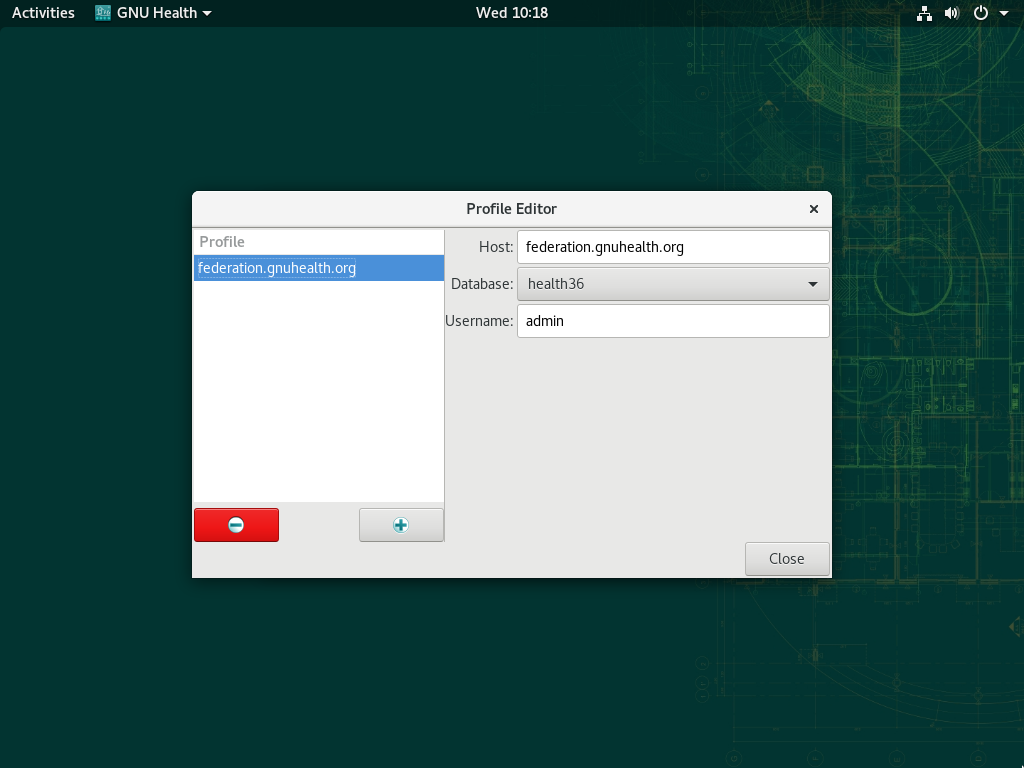 Activities GNU Health Wed 10:18
Profile Editor
Profile
federation.gnuhealth.org
Host: federation.gnuhealth.org
Database: health36
Username: admin
Close